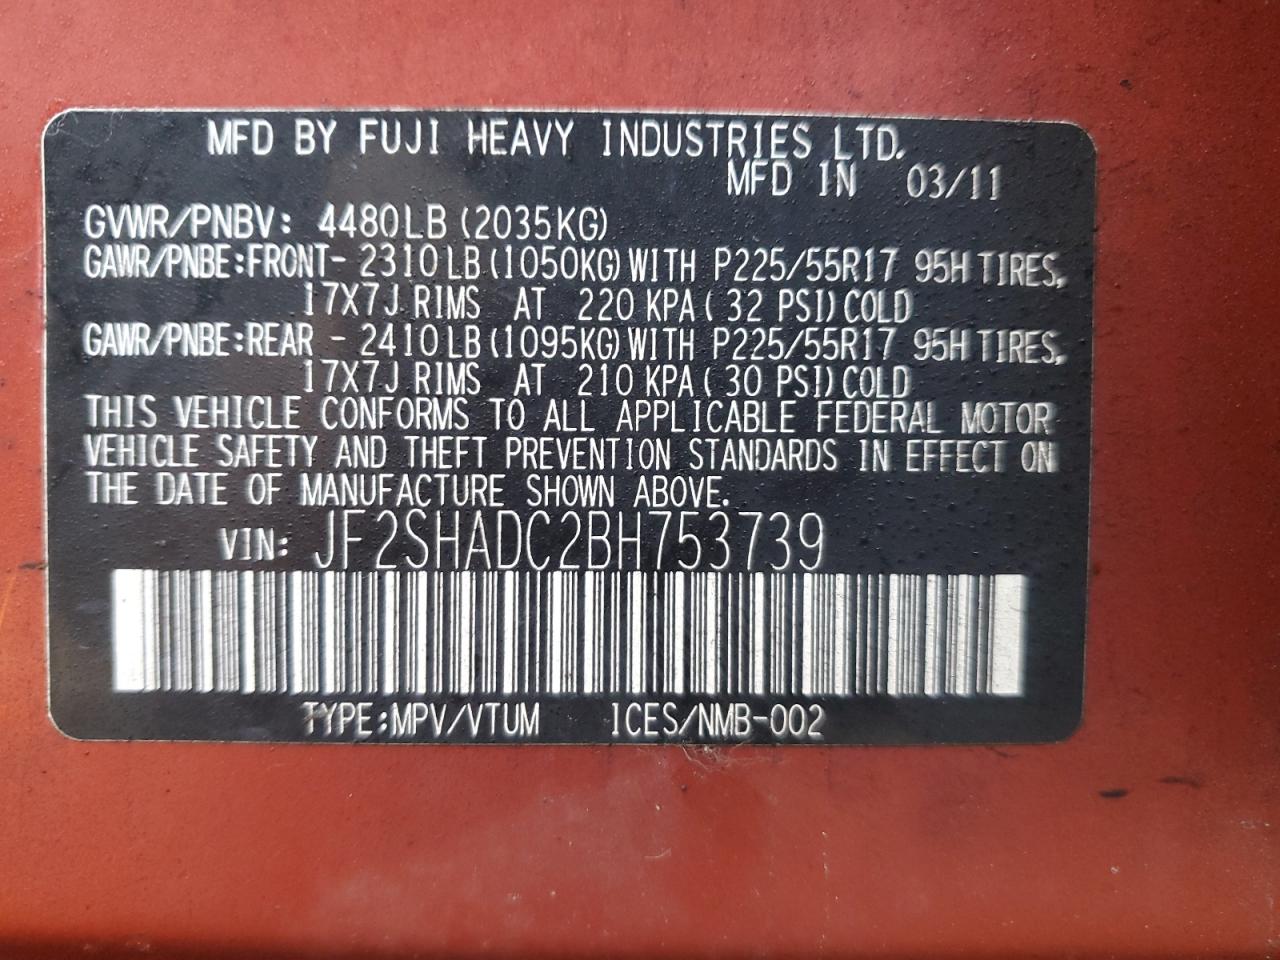 MFD BY FUJI HEAVY INDUSTRIES LTD.
MFD IN 03/11
GVWR/PNBV: 4480LB (2035KG)
GAWR/PNBE:FRONT- 2310LB (1050KG) WITH P225/55R17 95H TIRES,
17X7J RIMS AT 220 KPA ( 32 PSI) COLD
GAWR/PNBE:REAR - 2410LB (1095KG) WITH P225/55R17 95H TIRES,
17X7J RIMS AT 210 KPA ( 30 PSI) COLD
THIS VEHICLE CONFORMS TO ALL APPLICABLE FEDERAL MOTOR
VEHICLE SAFETY AND THEFT PREVENTION STANDARDS IN EFFECT ON
THE DATE OF MANUFACTURE SHOWN ABOVE.
VIN: JF2SHADC2BH753739
TYPE:MPV/VTUM ICES/NMB-002